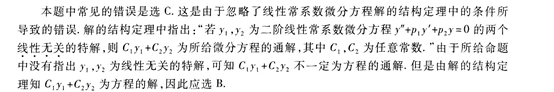 本题中常见的错误是选 C. 这是由于忽略了线性常系数微分方程解的结构定理中的条件所
导致的错误. 解的结构定理中指出:“若 y₁,y₂ 为二阶线性常系数微分方程 y″+p₁y′+p₂y=0 的两个
线性无关的特解, 则 C₁y₁+C₂y₂ 为所给微分方程的通解, 其中 C₁,C₂ 为任意常数. ”由于所给命题
中没有指出 y₁,y₂ 为线性无关的特解, 可知 C₁y₁+C₂y₂ 不一定为方程的通解. 但是由解的结构定
理知 C₁y₁+C₂y₂ 为方程的解, 因此应选 B.